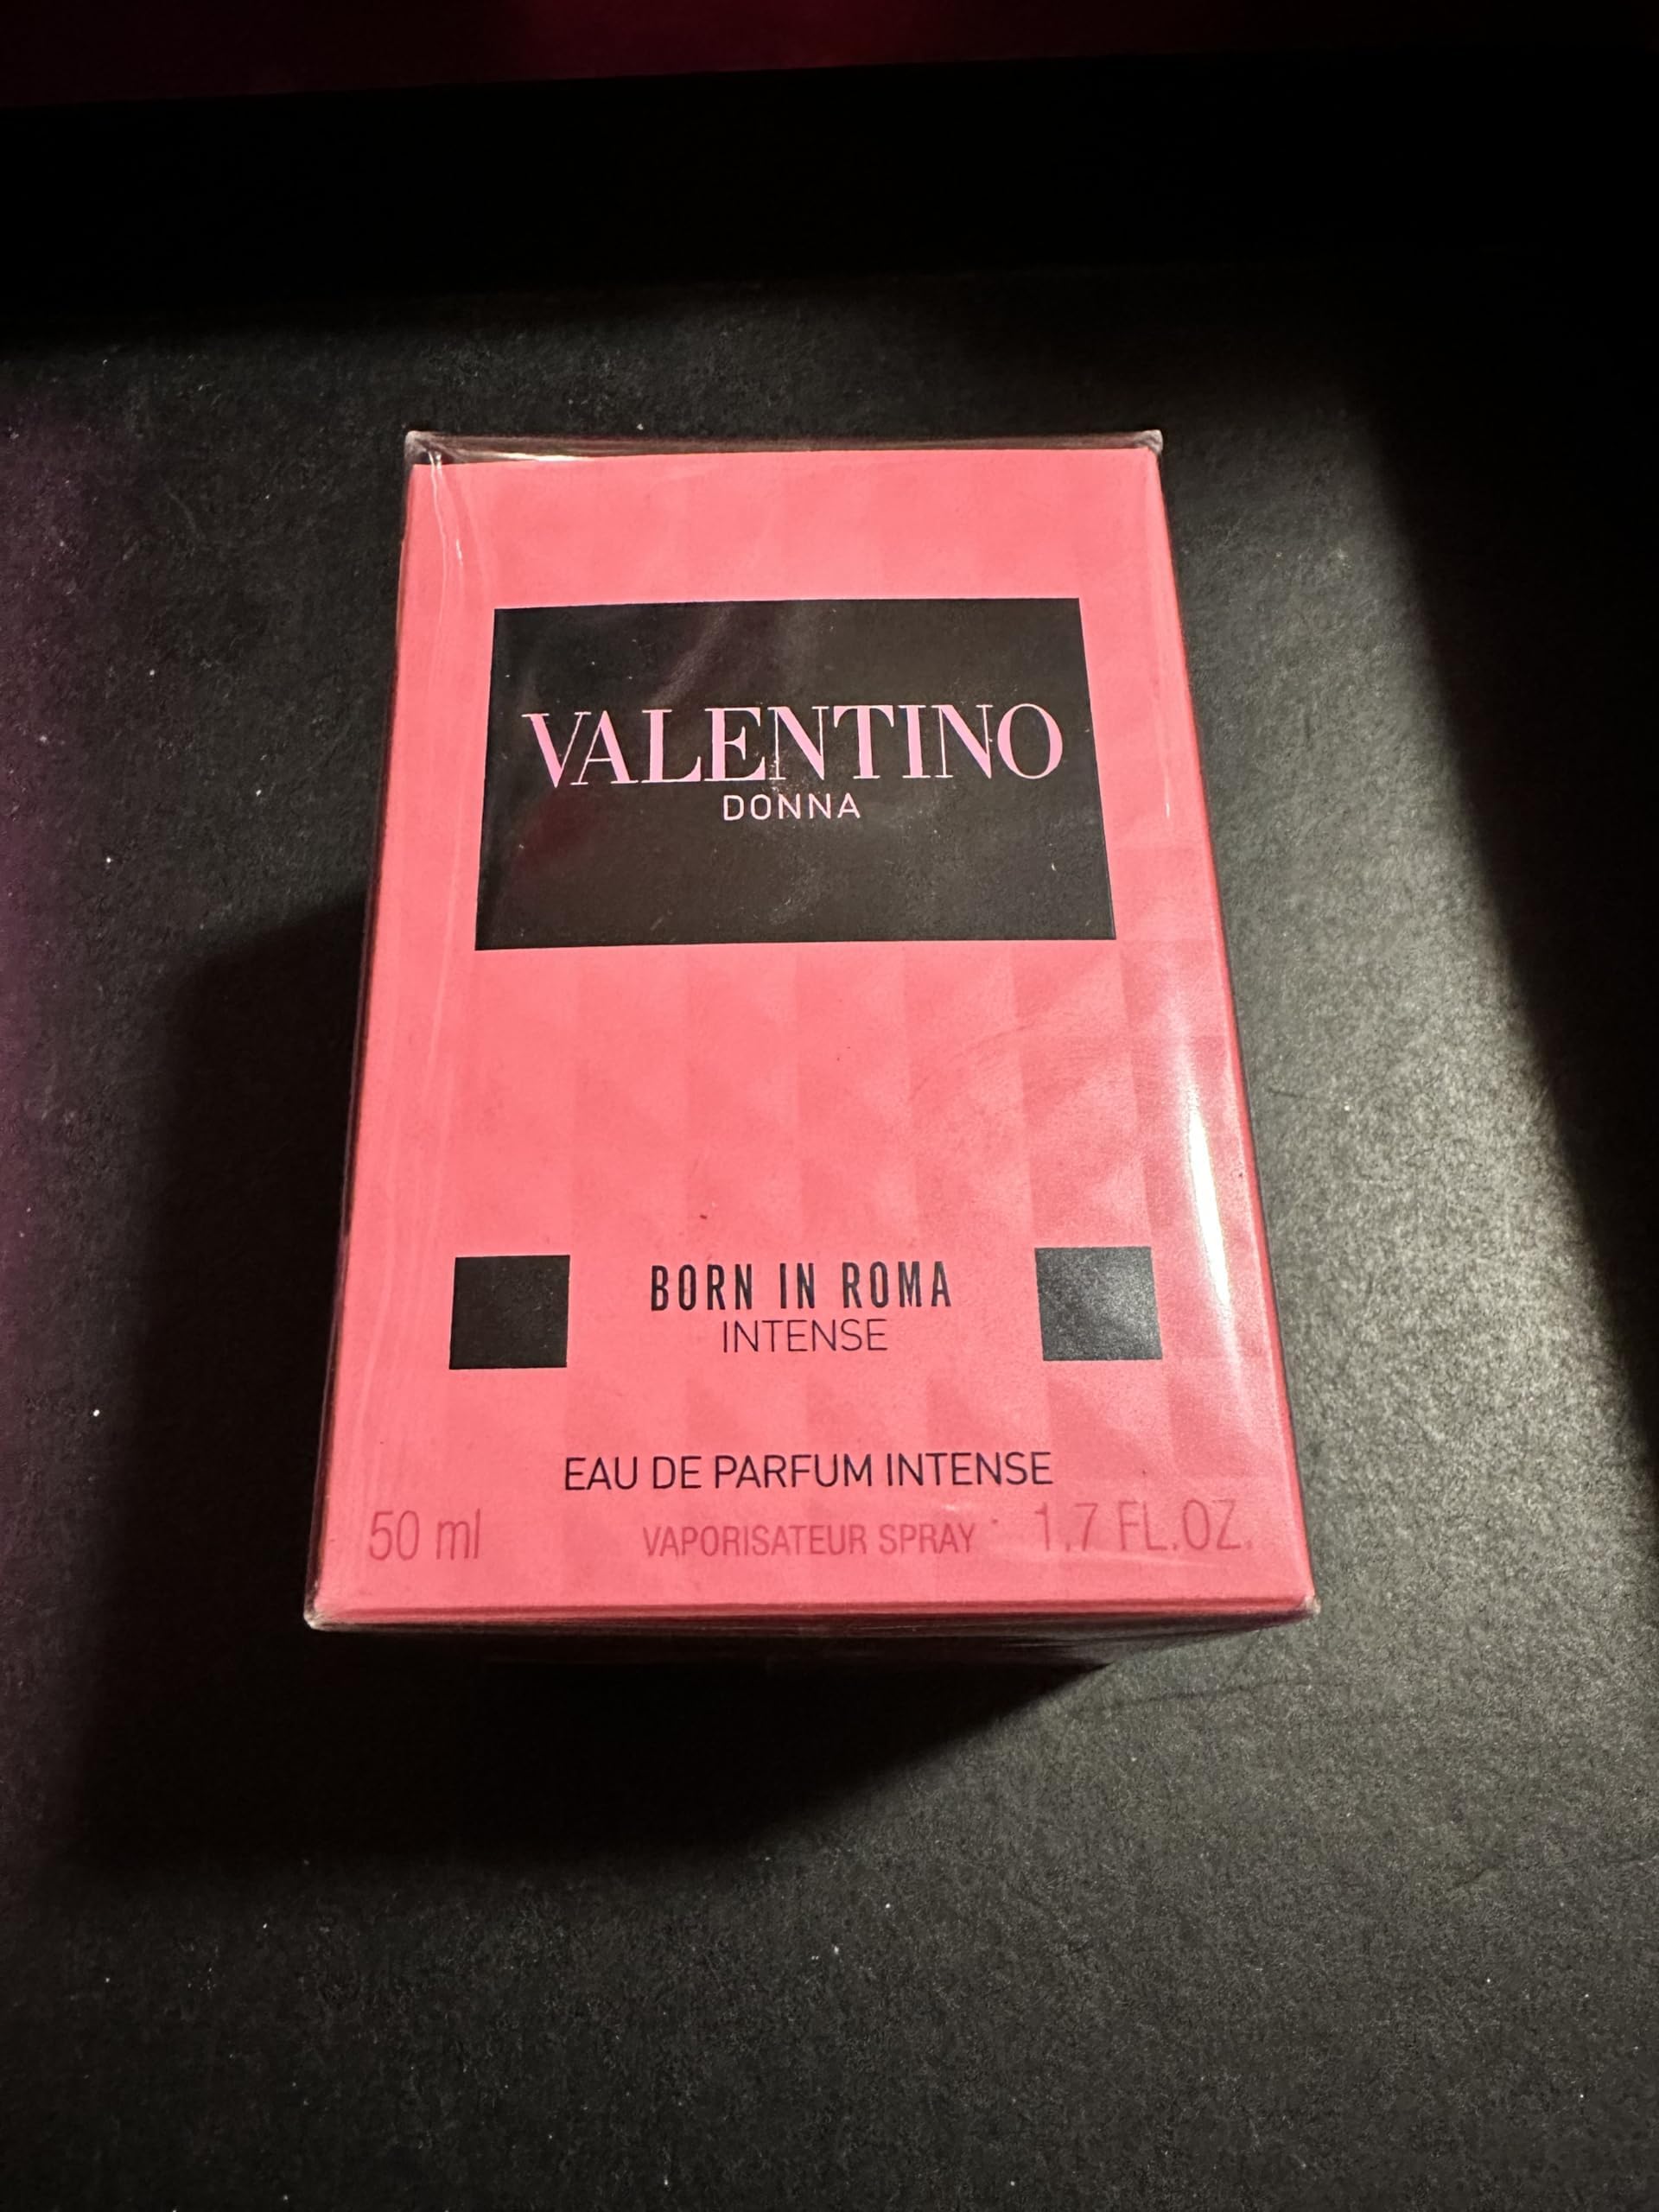 VALENTINO
DONNA
BORN IN ROMA
INTENSE
EAU DE PARFUM INTENSE
50 ml VAPORISATEUR SPRAY 1.7 FL.OZ.